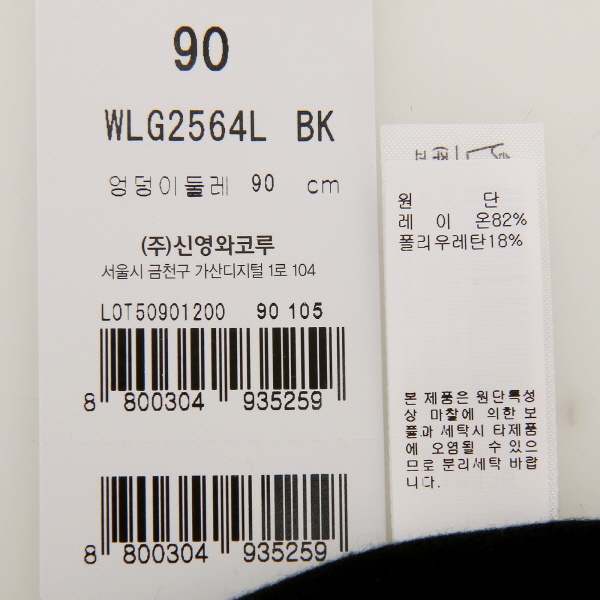 90
WLG2564L BK
엉덩이둘레 90 cm
(주)신영와코루
서울시 금천구 가산디지털 1로 104
LOT50901200 90 105
8 800304 935259
8 800304 935259
원 단
레 이 온82%
폴리우레탄18%
본 제품은 원단특성
상 마찰에 의한 보
풀과 세탁시 타제품
에 오염될 수 있으
므로 분리세탁 바랍
니다.